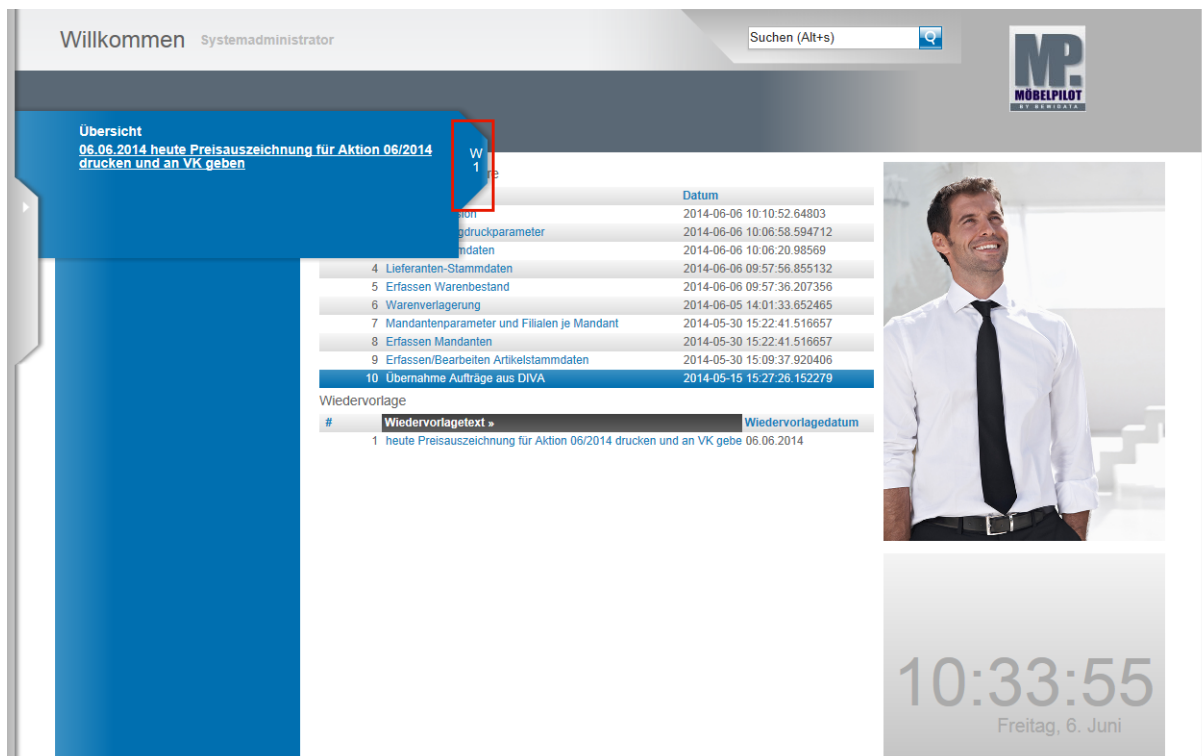 Willkommen Systemadministrator
Suchen (Alt+s)
MP.
MÖBELPILOT
BY BEWIDATA
Übersicht
06.06.2014 heute Preisauszeichnung für Aktion 06/2014
drucken und an VK geben
W
1
re
Datum
sion 2014-06-06 10:10:52.64803
gdruckparameter 2014-06-06 10:06:58.594712
mdaten 2014-06-06 10:06:20.98569
4 Lieferanten-Stammdaten 2014-06-06 09:57:56.855132
5 Erfassen Warenbestand 2014-06-06 09:57:36.207356
6 Warenverlagerung 2014-06-05 14:01:33.652465
7 Mandantenparameter und Filialen je Mandant 2014-05-30 15:22:41.516657
8 Erfassen Mandanten 2014-05-30 15:22:41.516657
9 Erfassen/Bearbeiten Artikelstammdaten 2014-05-30 15:09:37.920406
10 Übernahme Aufträge aus DIVA 2014-05-15 15:27:26.152279
Wiedervorlage
# Wiedervorlagetext » Wiedervorlagedatum
1 heute Preisauszeichnung für Aktion 06/2014 drucken und an VK gebe 06.06.2014
10:33:55
Freitag, 6. Juni